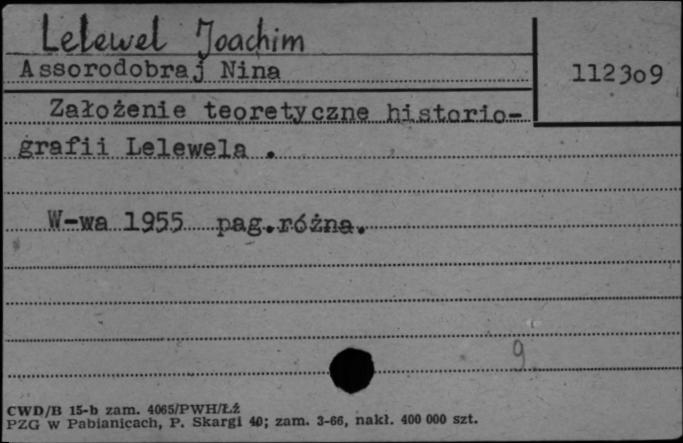 Lelewel Joachim
Assorodobraj Nina
112309
Założenie teoretyczne historio-
grafii Lelewela .
W-wa 1955 pag.różna.
9
CWD/B 15-b zam. 4065/PWH/Łź
PZG w Pabianicach, P. Skargi 40; zam. 3-66, nakł. 400 000 szt.